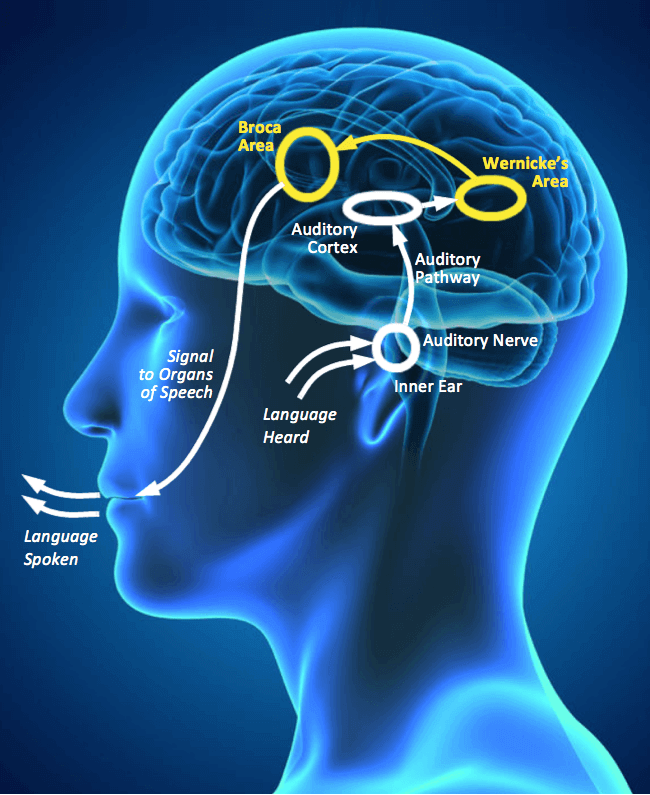 Broca
Area
Wernicke's
Area
Auditory
Cortex
Auditory
Pathway
Auditory Nerve
Inner Ear
Signal
to Organs
of Speech
Language
Heard
Language
Spoken